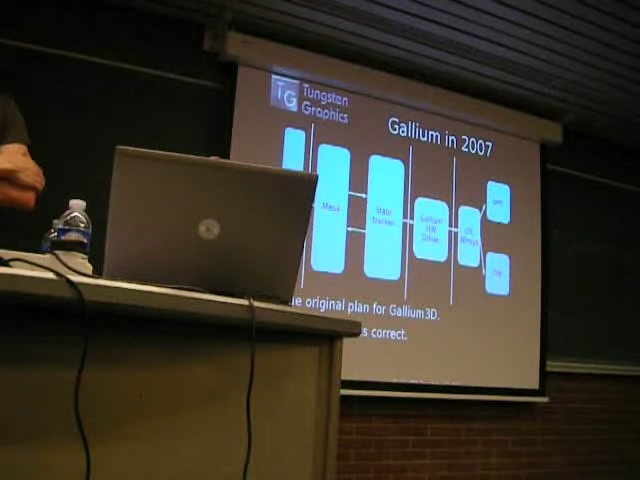 TG Tungsten
Graphics
Gallium in 2007
Mesa
State
tracker
Gallium
HW
Driver
OS
Winsys
original plan for Gallium3D.
is correct.